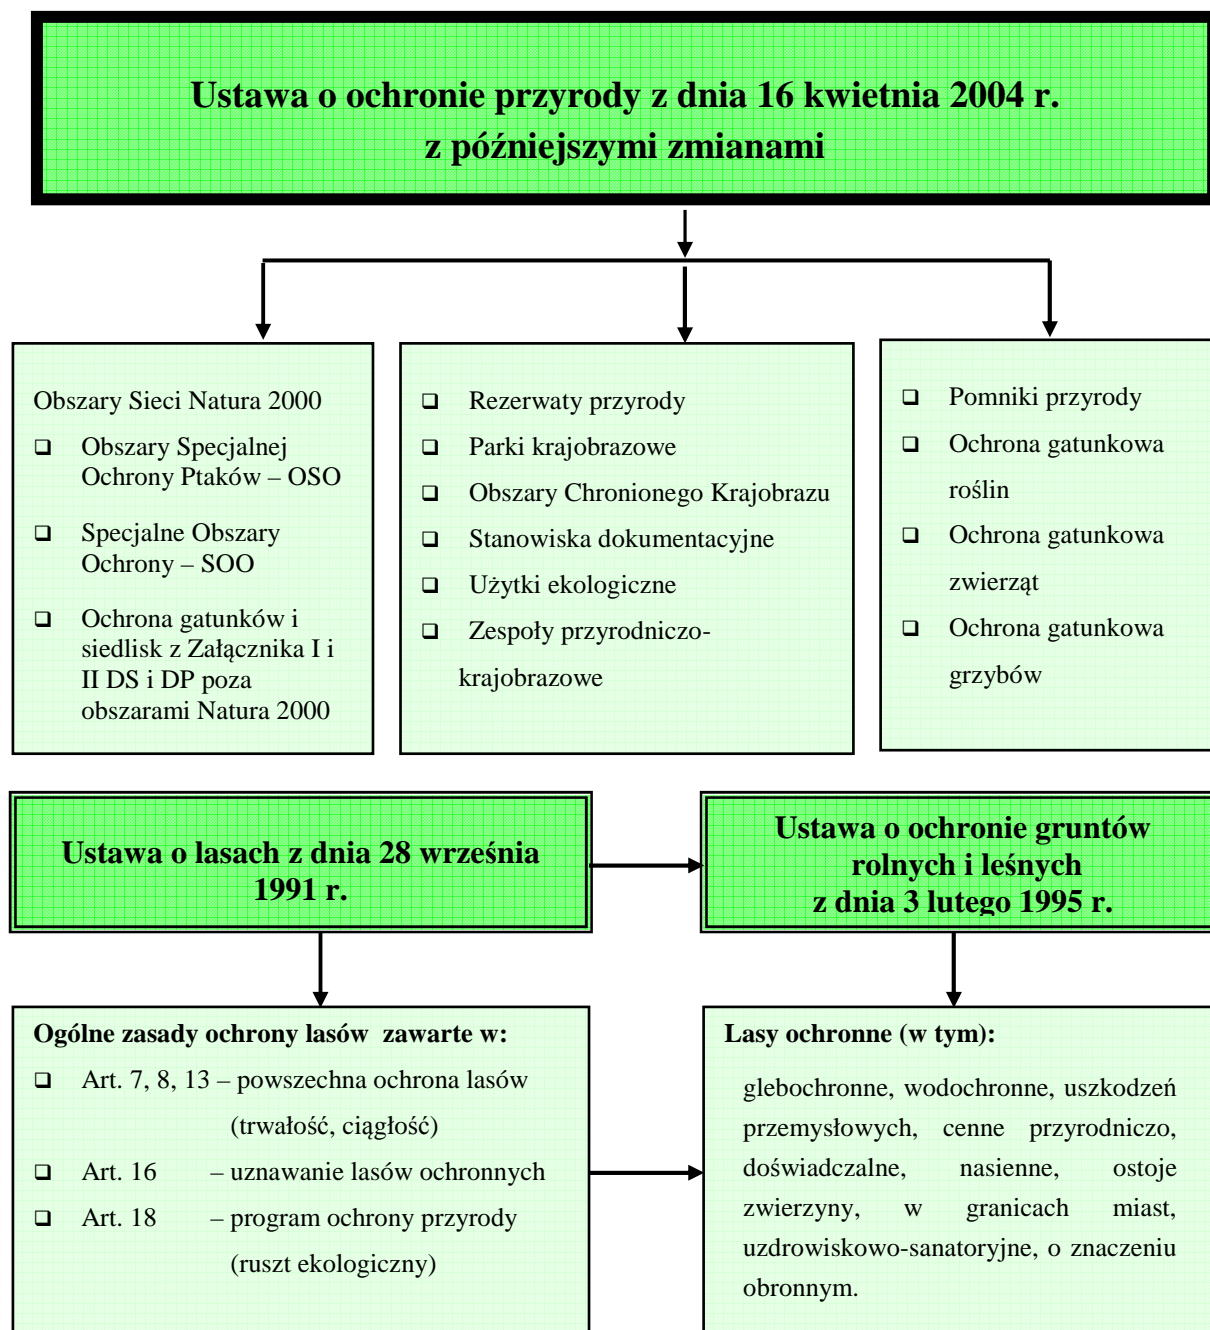 Ustawa o ochronie przyrody z dnia 16 kwietnia 2004 r.
z późniejszymi zmianami
Obszary Sieci Natura 2000
❑ Obszary Specjalnej
Ochrony Ptaków – OSO
❑ Specjalne Obszary
Ochrony – SOO
❑ Ochrona gatunków i
siedlisk z Załącznika I i
II DS i DP poza
obszarami Natura 2000
❑ Rezerwaty przyrody
❑ Parki krajobrazowe
❑ Obszary Chronionego Krajobrazu
❑ Stanowiska dokumentacyjne
❑ Użytki ekologiczne
❑ Zespoły przyrodniczo-
krajobrazowe
❑ Pomniki przyrody
❑ Ochrona gatunkowa
roślin
❑ Ochrona gatunkowa
zwierząt
❑ Ochrona gatunkowa
grzybów
Ustawa o lasach z dnia 28 września
1991 r.
Ustawa o ochronie gruntów
rolnych i leśnych
z dnia 3 lutego 1995 r.
Ogólne zasady ochrony lasów zawarte w:
❑ Art. 7, 8, 13 – powszechna ochrona lasów
(trwałość, ciągłość)
❑ Art. 16 – uznawanie lasów ochronnych
❑ Art. 18 – program ochrony przyrody
(ruszt ekologiczny)
Lasy ochronne (w tym):
glebochronne, wodochronne, uszkodzeń
przemysłowych, cenne przyrodniczo,
doświadczalne, nasienne, ostoje
zwierzyny, w granicach miast,
uzdrowiskowo-sanatoryjne, o znaczeniu
obronnym.